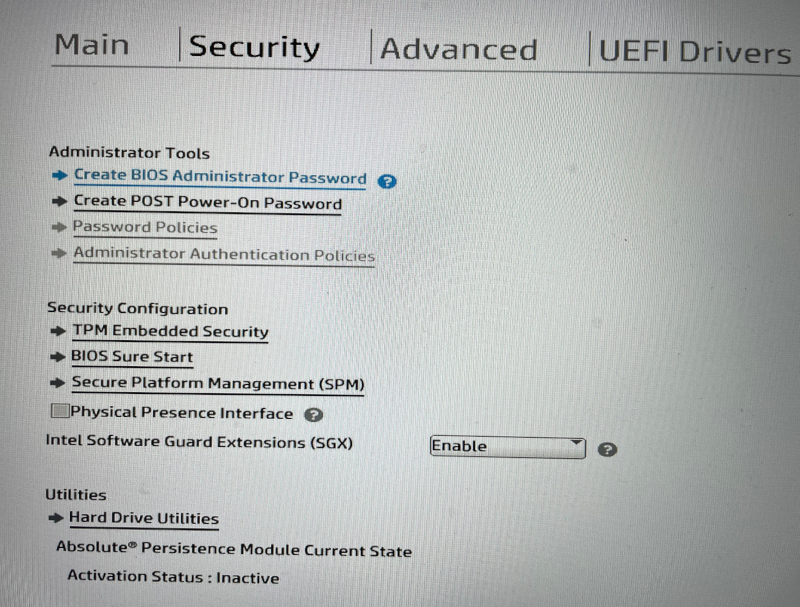 Main Security Advanced UEFI Drivers
Administrator Tools
Create BIOS Administrator Password ?
Create POST Power-On Password
Password Policies
Administrator Authentication Policies
Security Configuration
TPM Embedded Security
BIOS Sure Start
Secure Platform Management (SPM)
Physical Presence Interface ?
Intel Software Guard Extensions (SGX) Enable ?
Utilities
Hard Drive Utilities
Absolute® Persistence Module Current State
Activation Status : Inactive